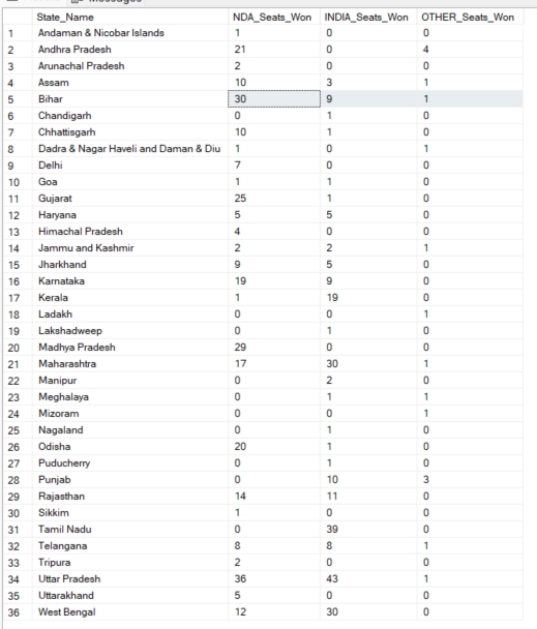 Messages
State_Name NDA_Seats_Won INDIA_Seats_Won OTHER_Seats_Won
1 Andaman & Nicobar Islands 1 0 0
2 Andhra Pradesh 21 0 4
3 Arunachal Pradesh 2 0 0
4 Assam 10 3 1
5 Bihar 30 9 1
6 Chandigarh 0 1 0
7 Chhattisgarh 10 1 0
8 Dadra & Nagar Haveli and Daman & Diu 1 0 1
9 Delhi 7 0 0
10 Goa 1 1 0
11 Gujarat 25 1 0
12 Haryana 5 5 0
13 Himachal Pradesh 4 0 0
14 Jammu and Kashmir 2 2 1
15 Jharkhand 9 5 0
16 Karnataka 19 9 0
17 Kerala 1 19 0
18 Ladakh 0 0 1
19 Lakshadweep 0 1 0
20 Madhya Pradesh 29 0 0
21 Maharashtra 17 30 1
22 Manipur 0 2 0
23 Meghalaya 0 1 1
24 Mizoram 0 0 1
25 Nagaland 0 1 0
26 Odisha 20 1 0
27 Puducherry 0 1 0
28 Punjab 0 10 3
29 Rajasthan 14 11 0
30 Sikkim 1 0 0
31 Tamil Nadu 0 39 0
32 Telangana 8 8 1
33 Tripura 2 0 0
34 Uttar Pradesh 36 43 1
35 Uttarakhand 5 0 0
36 West Bengal 12 30 0